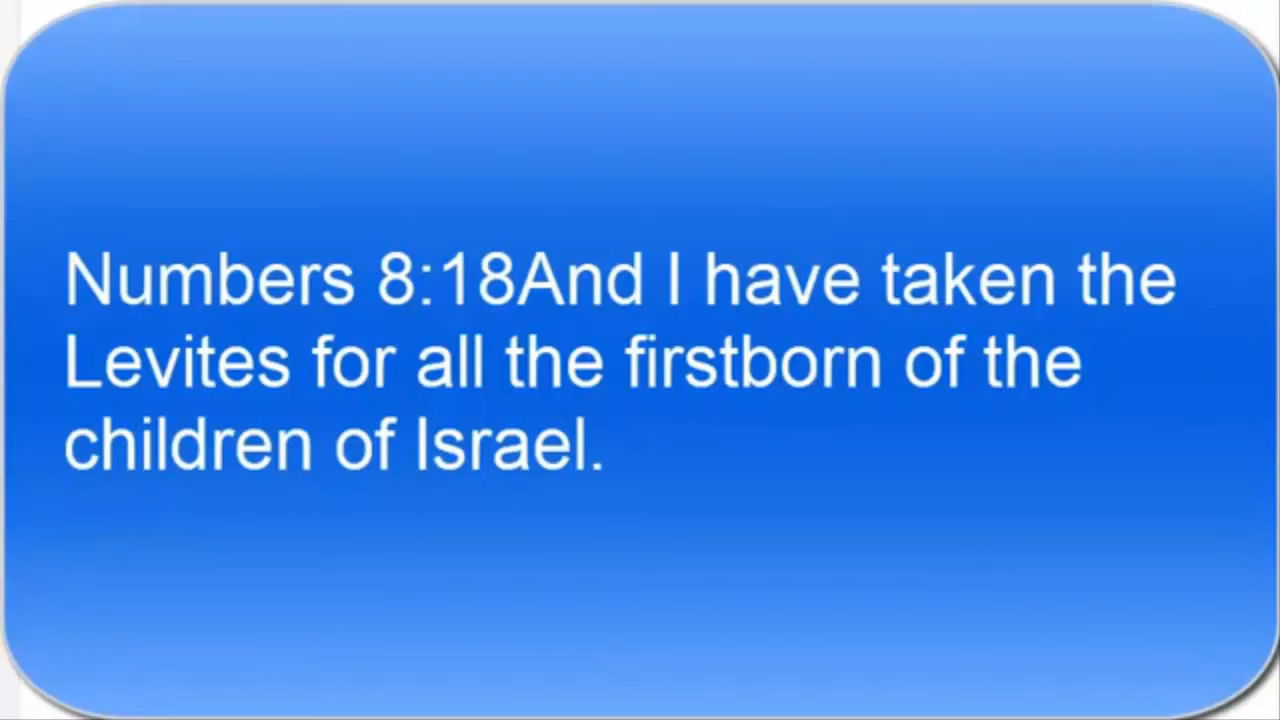 Numbers 8:18And I have taken the
Levites for all the firstborn of the
children of Israel.